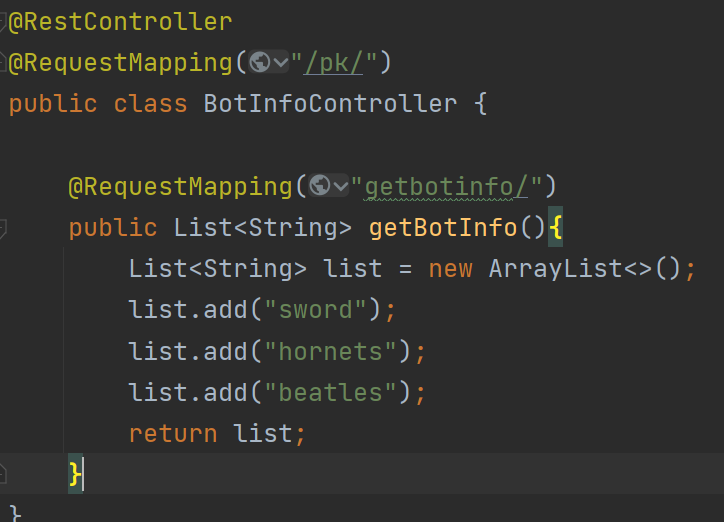 @RestController
@RequestMapping("/pk/")
public class BotInfoController {
@RequestMapping("getbotinfo/")
public List<String> getBotInfo(){
List<String> list = new ArrayList<>();
list.add("sword");
list.add("hornets");
list.add("beatles");
return list;
}
}